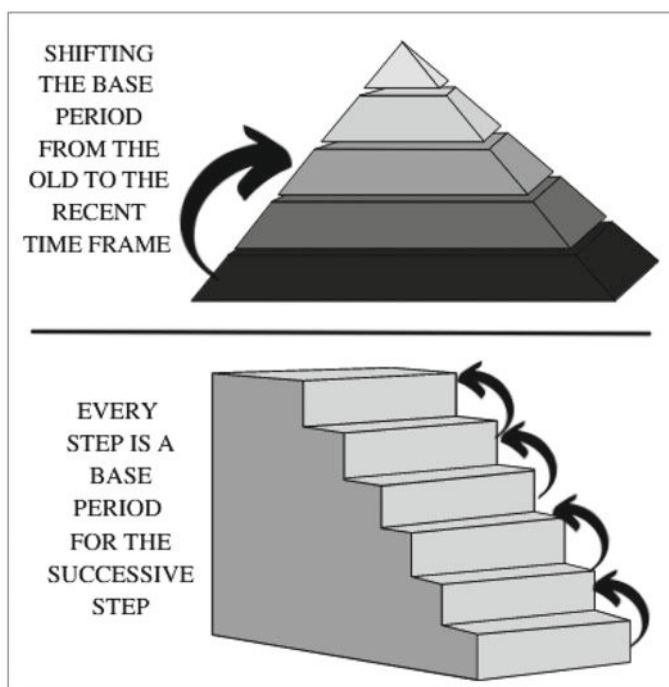 SHIFTING
THE BASE
PERIOD
FROM THE
OLD TO THE
RECENT
TIME FRAME
EVERY
STEP IS A
BASE
PERIOD
FOR THE
SUCCESSIVE
STEP